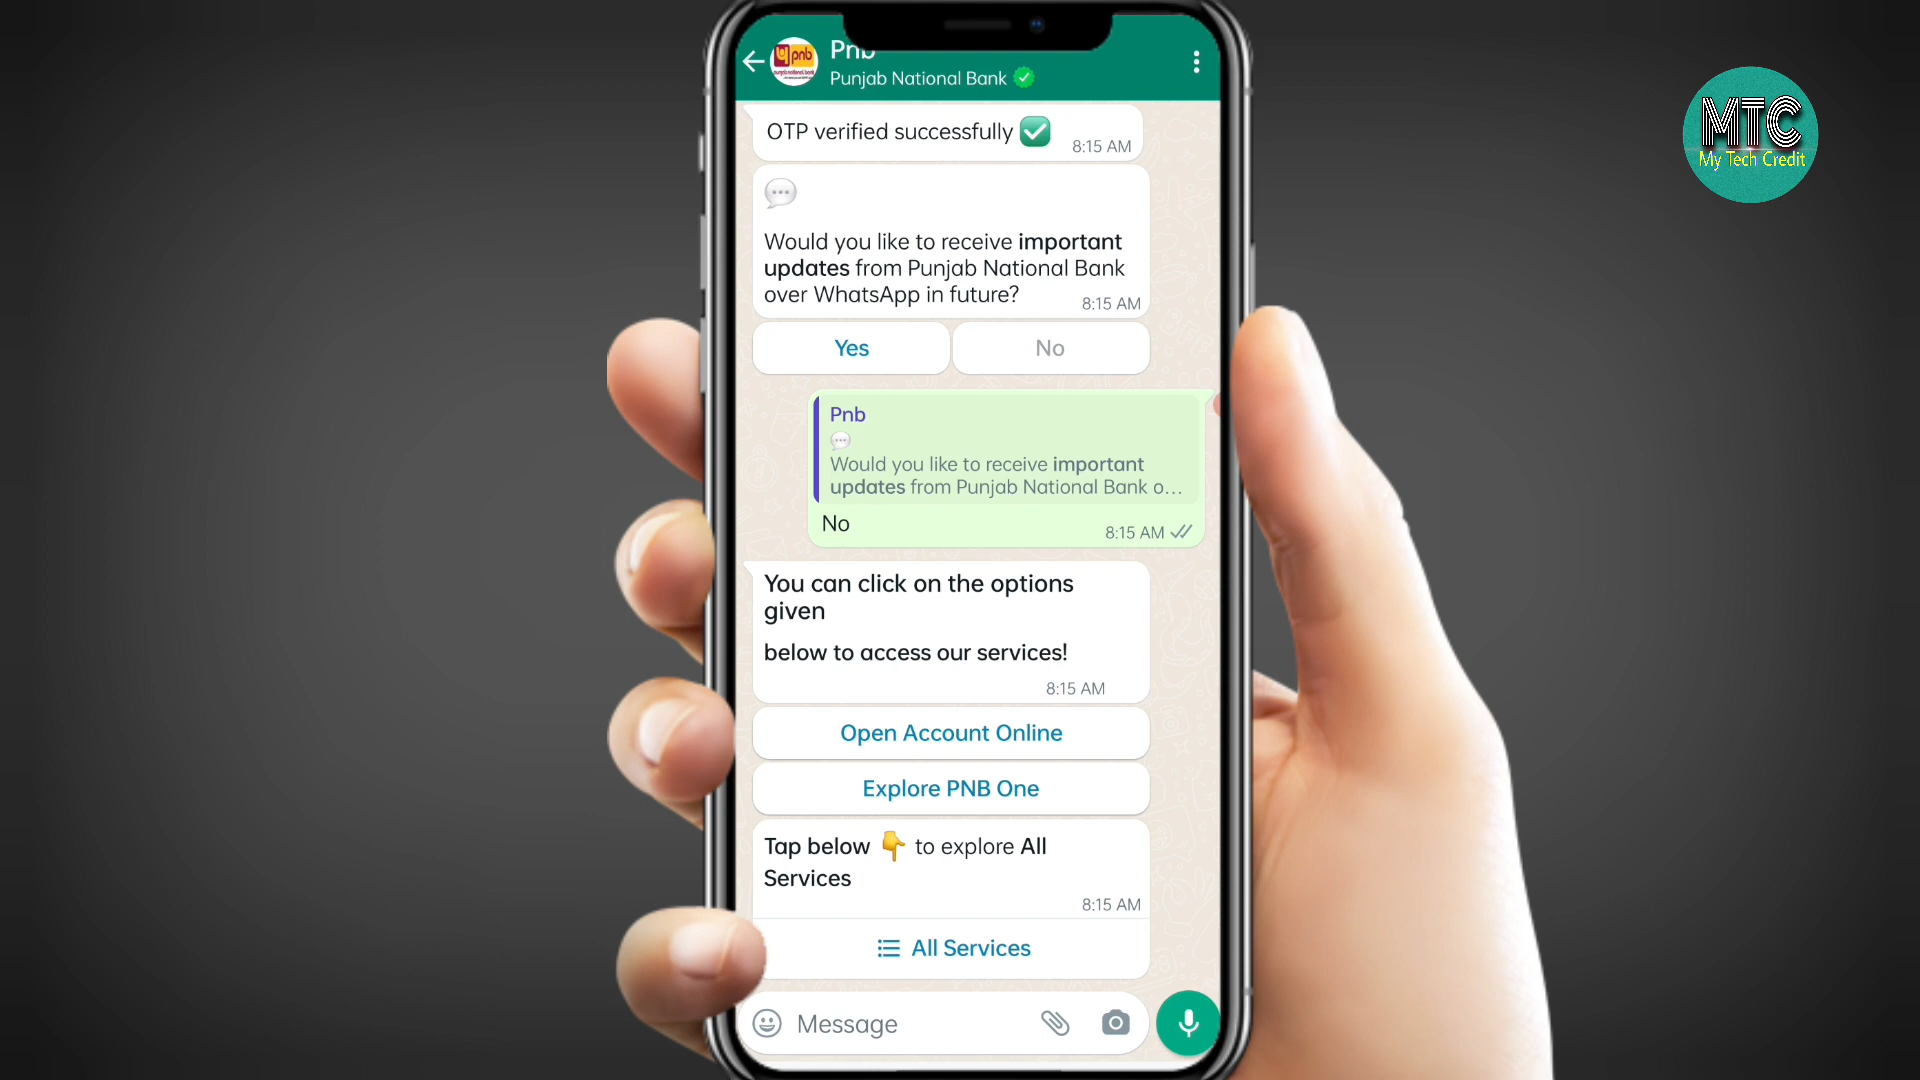 Pnb
Punjab National Bank
pnb
OTP verified successfully ✅
8:15 AM
💬
Would you like to receive important
updates from Punjab National Bank
over WhatsApp in future?
8:15 AM
Yes
No
Pnb
💬
Would you like to receive important
updates from Punjab National Bank o...
No
8:15 AM
You can click on the options
given
below to access our services!
8:15 AM
Open Account Online
Explore PNB One
Tap below 👇 to explore All
Services
8:15 AM
All Services
Message
MTC
My Tech Credit